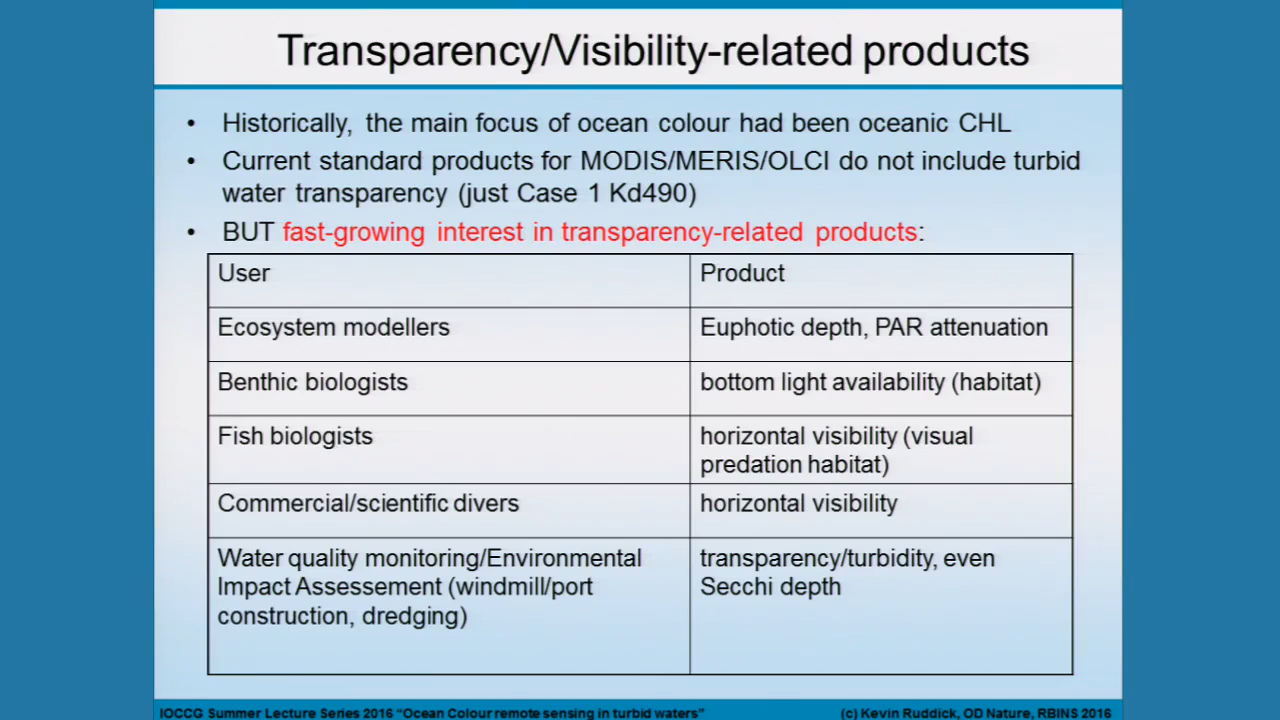 Transparency/Visibility-related products
• Historically, the main focus of ocean colour had been oceanic CHL
• Current standard products for MODIS/MERIS/OLCI do not include turbid
water transparency (just Case 1 Kd490)
• BUT fast-growing interest in transparency-related products:
User Product
Ecosystem modellers Euphotic depth, PAR attenuation
Benthic biologists bottom light availability (habitat)
Fish biologists horizontal visibility (visual
predation habitat)
Commercial/scientific divers horizontal visibility
Water quality monitoring/Environmental transparency/turbidity, even
Impact Assessement (windmill/port Secchi depth
construction, dredging)
IOCCG Summer Lecture Series 2016 “Ocean Colour remote sensing in turbid waters” (c) Kevin Ruddick, OD Nature, RBINS 2016